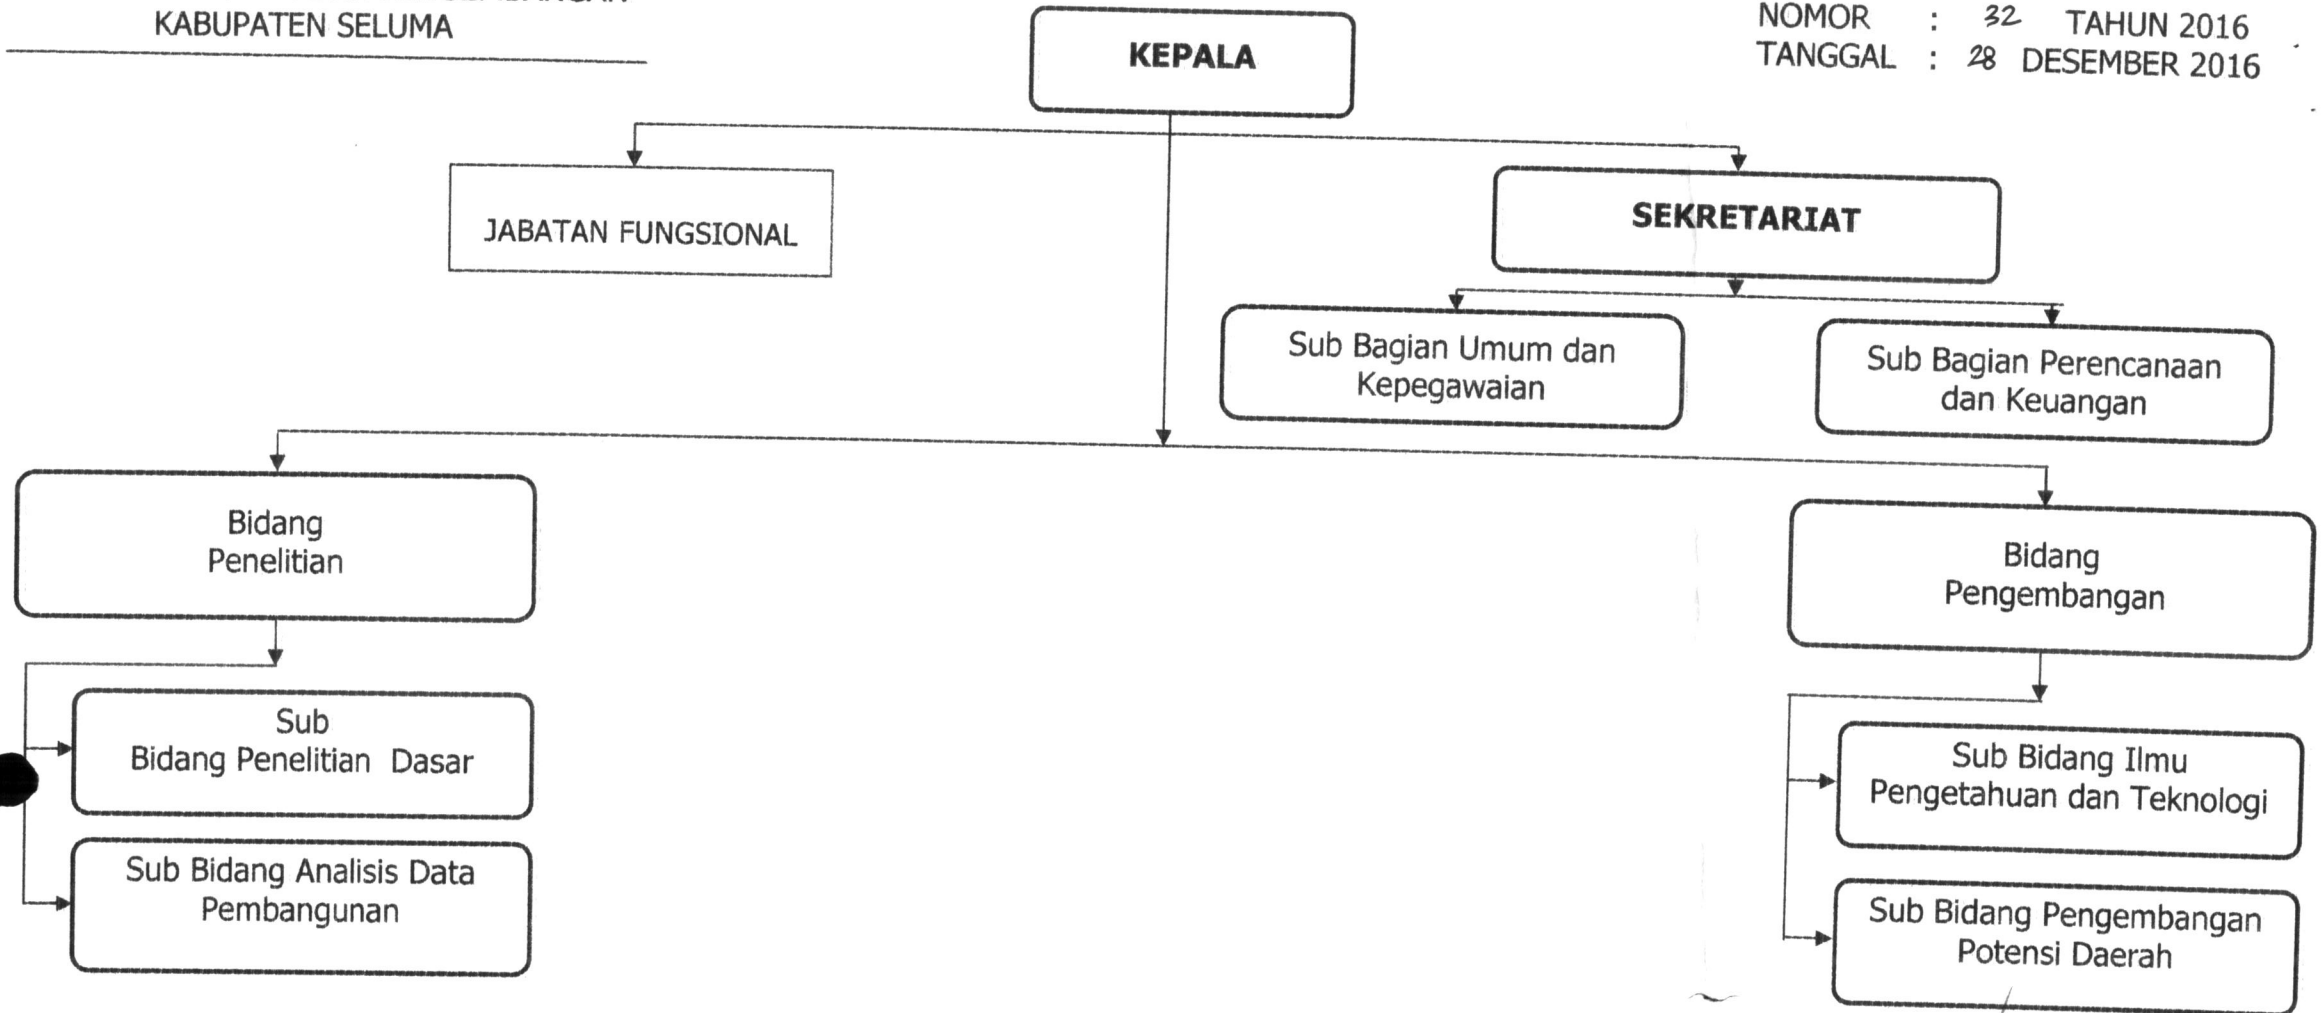 KABUPATEN SELUMA
NOMOR : 32 TAHUN 2016
TANGGAL : 28 DESEMBER 2016
KEPALA
JABATAN FUNGSIONAL
SEKRETARIAT
Sub Bagian Umum dan
Kepegawaian
Sub Bagian Perencanaan
dan Keuangan
Bidang
Penelitian
Bidang
Pengembangan
Sub
Bidang Penelitian Dasar
Sub Bidang Analisis Data
Pembangunan
Sub Bidang Ilmu
Pengetahuan dan Teknologi
Sub Bidang Pengembangan
Potensi Daerah